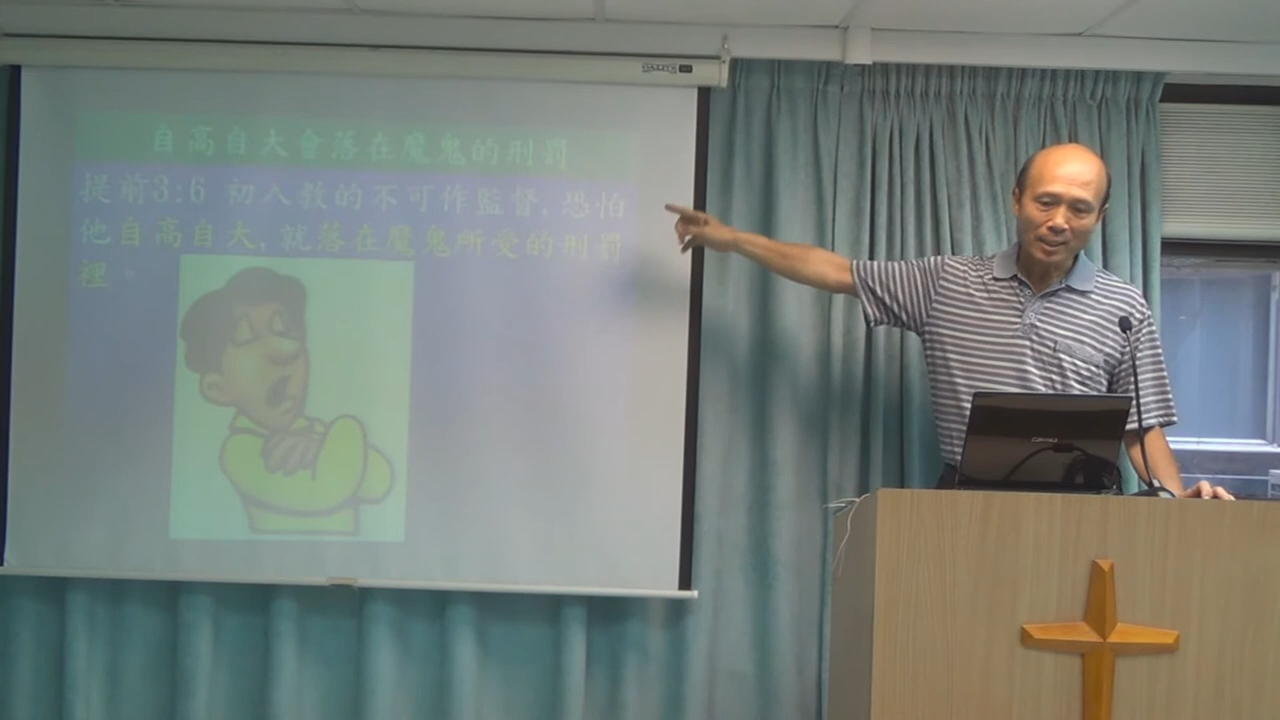 自高自大會落在魔鬼的刑罰
提前3:6 初入教的不可作監督,恐怕
他自高自大,就落在魔鬼所受的刑罰
裡。